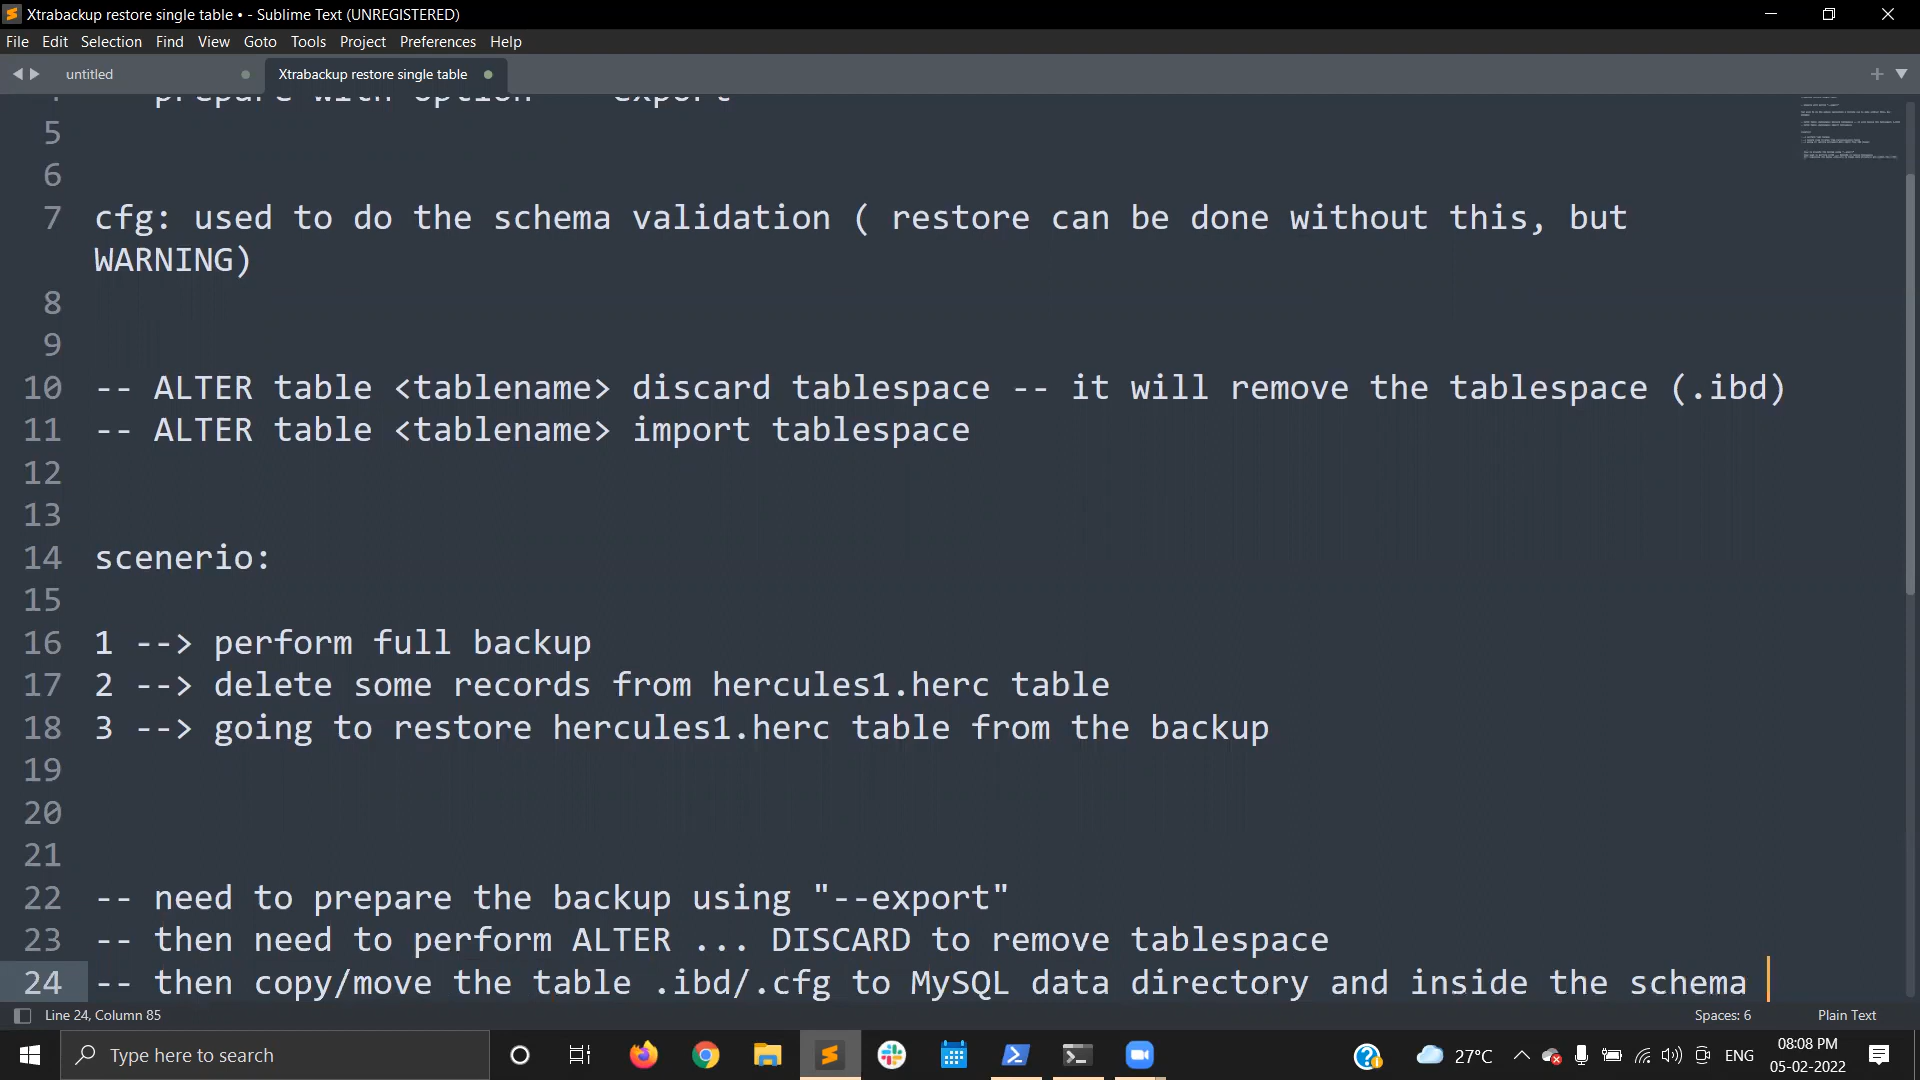 Xtrabackup restore single table • - Sublime Text (UNREGISTERED)
File Edit Selection Find View Goto Tools Project Preferences Help
untitled
Xtrabackup restore single table
prepare with option export
5
6
7 cfg: used to do the schema validation ( restore can be done without this, but
WARNING)
8
9
10 -- ALTER table <tablename> discard tablespace -- it will remove the tablespace (.ibd)
11 -- ALTER table <tablename> import tablespace
12
13
14 scenerio:
15
16 1 --> perform full backup
17 2 --> delete some records from hercules1.herc table
18 3 --> going to restore hercules1.herc table from the backup
19
20
21
22 -- need to prepare the backup using "--export"
23 -- then need to perform ALTER ... DISCARD to remove tablespace
24 -- then copy/move the table .ibd/.cfg to MySQL data directory and inside the schema
Line 24, Column 85
Spaces: 6
Plain Text
Type here to search
27°C
ENG
08:08 PM
05-02-2022